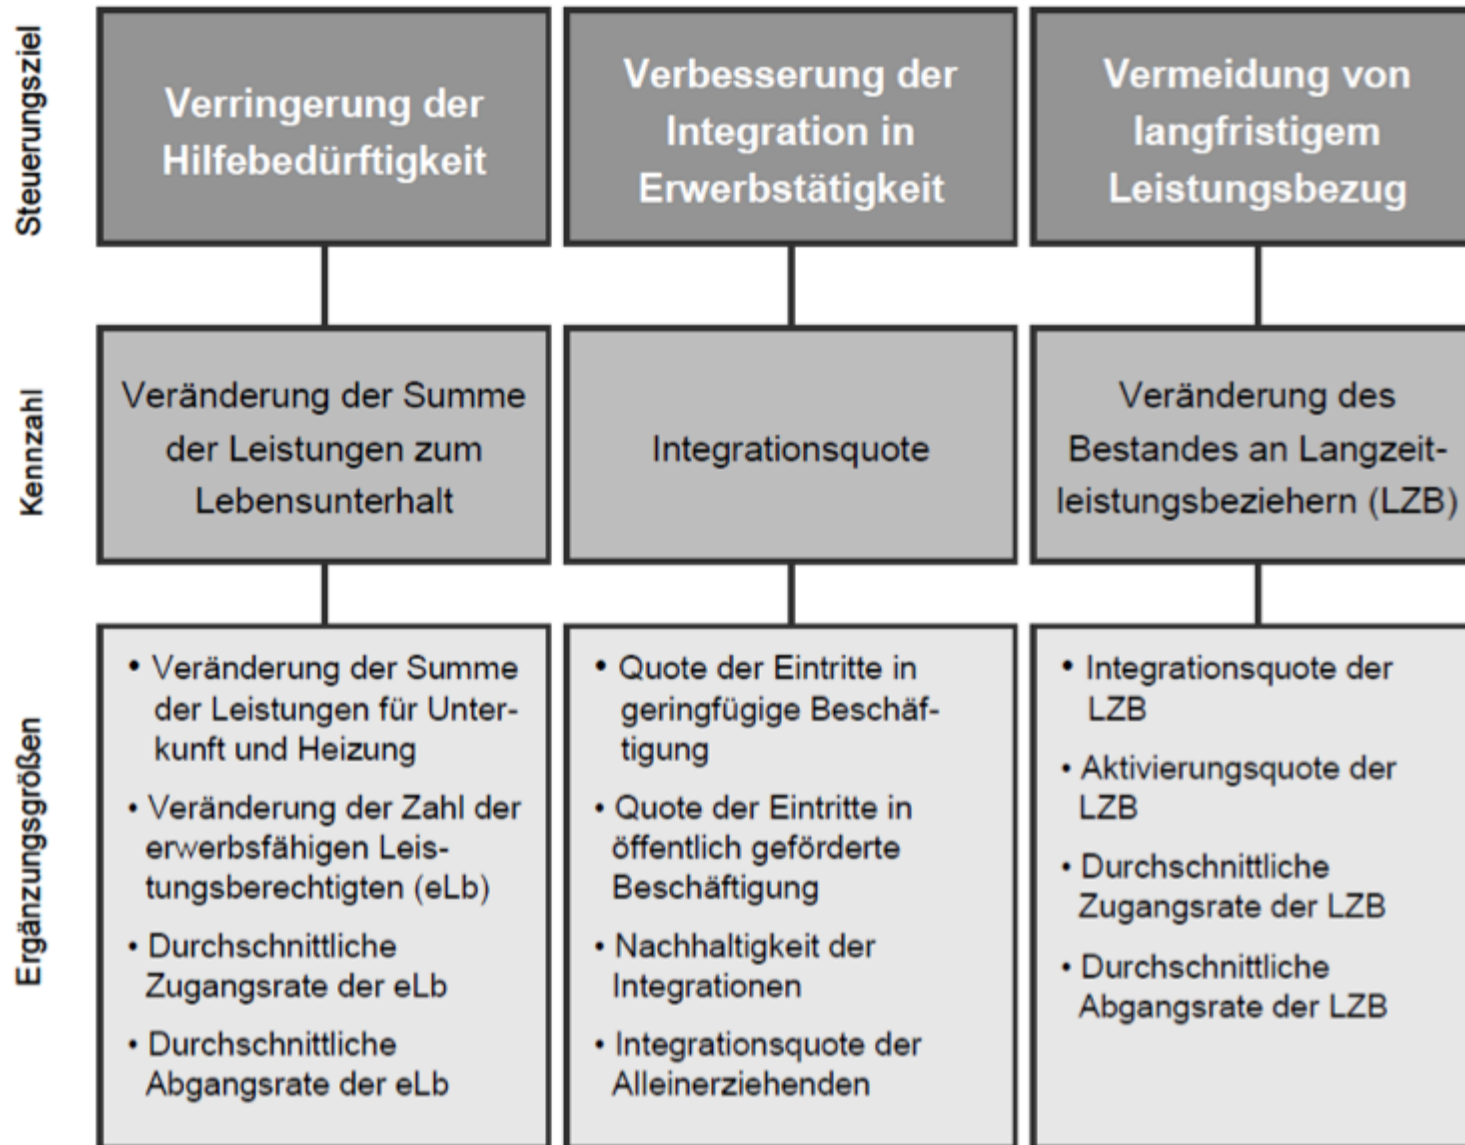 Steuerungsziel
Verringerung der
Hilfebedürftigkeit
Verbesserung der
Integration in
Erwerbstätigkeit
Vermeidung von
langfristigem
Leistungsbezug
Kennzahl
Veränderung der Summe
der Leistungen zum
Lebensunterhalt
Integrationsquote
Veränderung des
Bestandes an Langzeit-
leistungsbeziehern (LZB)
Ergänzungsgrößen
• Veränderung der Summe
der Leistungen für Unter-
kunft und Heizung
• Veränderung der Zahl der
erwerbsfähigen Leis-
tungsberechtigten (eLb)
• Durchschnittliche
Zugangsrate der eLb
• Durchschnittliche
Abgangsrate der eLb
• Quote der Eintritte in
geringfügige Beschäf-
tigung
• Quote der Eintritte in
öffentlich geförderte
Beschäftigung
• Nachhaltigkeit der
Integrationen
• Integrationsquote der
Alleinerziehenden
• Integrationsquote der
LZB
• Aktivierungsquote der
LZB
• Durchschnittliche
Zugangsrate der LZB
• Durchschnittliche
Abgangsrate der LZB